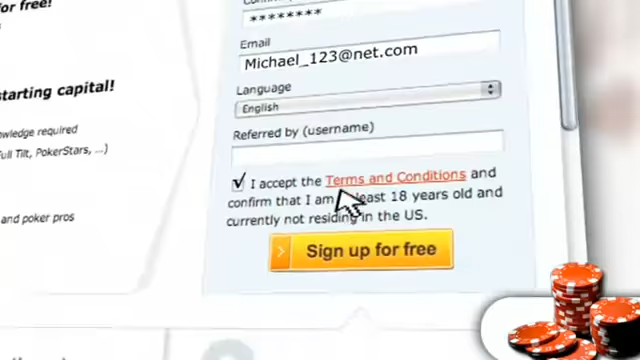 for free!
starting capital!
knowledge required
Full Tilt, PokerStars, ...)
and poker pros
********
Email
Michael_123@net.com
Language
English
Referred by (username)
I accept the Terms and Conditions and
confirm that I am least 18 years old and
currently not residing in the US.
> Sign up for free